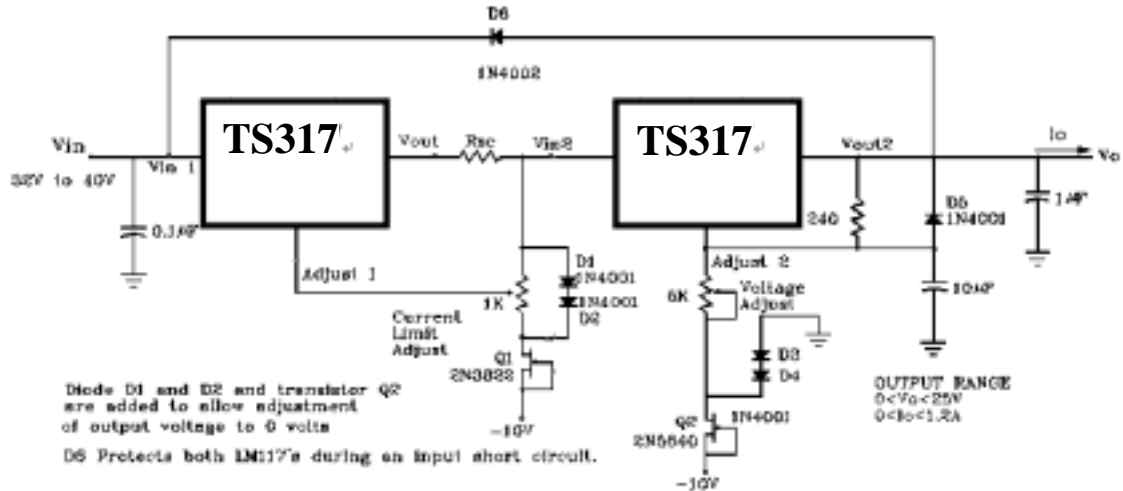 D6
1N4002
TS317
TS317
Vin
Vin 1
32V to 40V
Vout
Rsc
Vin2
Vout2
Io
Vo
0.1μF
Adjust 1
D1
1N4001
1N4001
D2
1K
Current
Limit
Adjust
Q1
2N3822
-10V
240
D5
1N4001
1μF
Adjust 2
6K
Voltage
Adjust
10μF
D3
D4
1N4001
Q2
2N5640
-10V
OUTPUT RANGE
0<Vo<25V
0<Io<1.2A
Diode D1 and D2 and transistor Q2
are added to allow adjustment
of output voltage to 0 volts
D6 Protects both LM117's during an input short circuit.